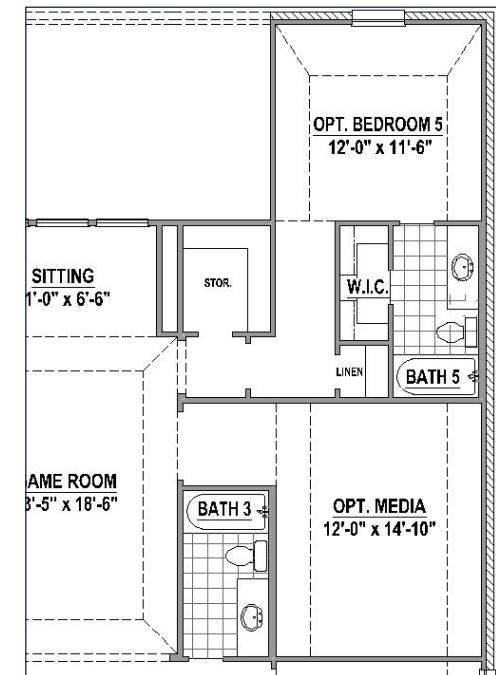 OPT. BEDROOM 5
12'-0" x 11'-6"
SITTING
1'-0" x 6'-6"
STOR.
W.I.C.
LINEN
BATH 5
AME ROOM
3'-5" x 18'-6"
BATH 3
OPT. MEDIA
12'-0" x 14'-10"